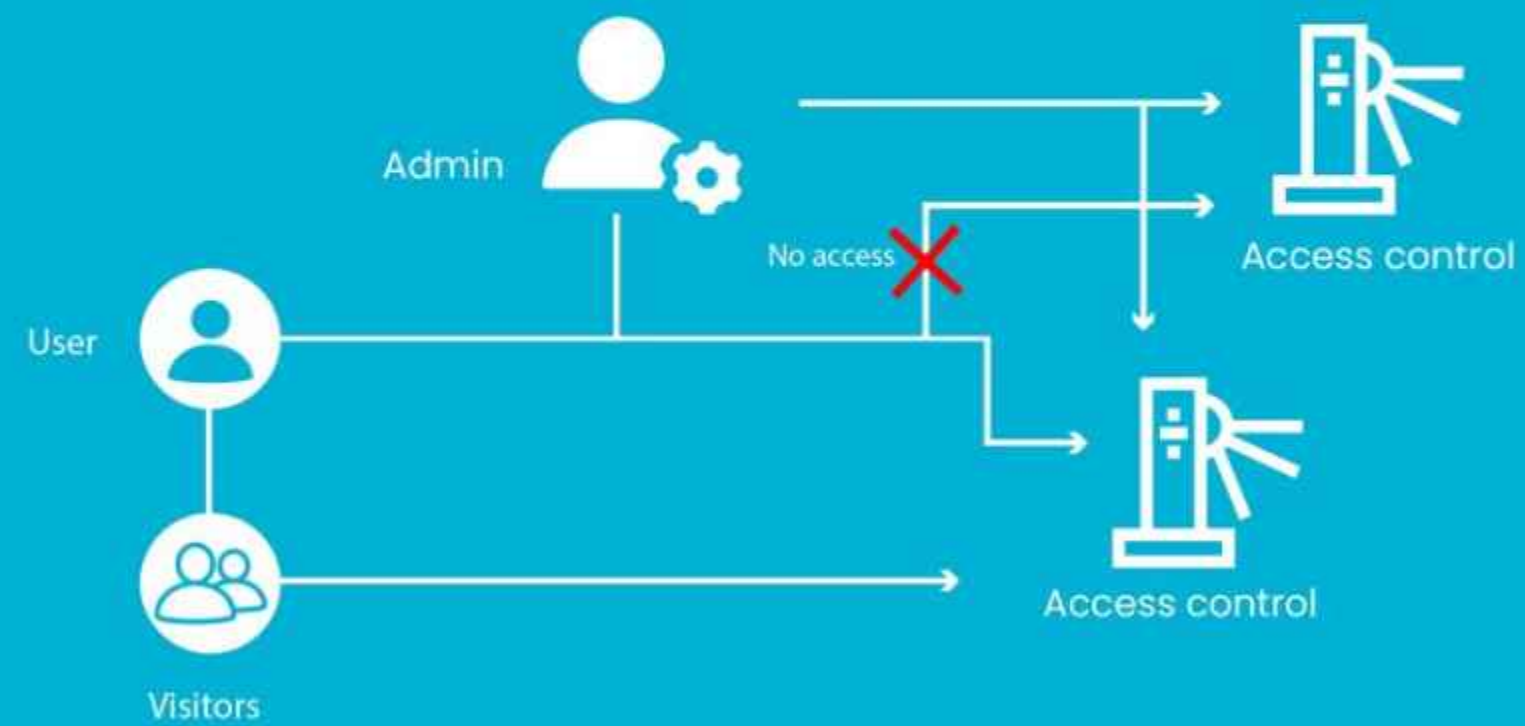 Admin
No access
Access control
User
Access control
Visitors